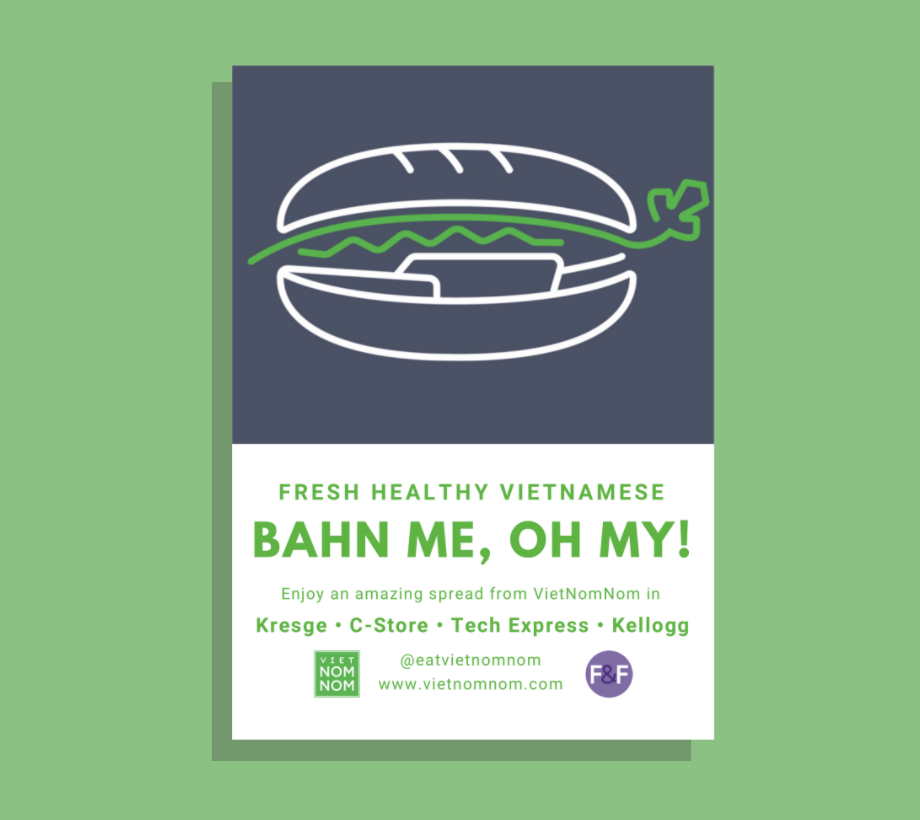 FRESH HEALTHY VIETNAMESE
BAHN ME, OH MY!
Enjoy an amazing spread from VietNomNom in
Kresge • C-Store • Tech Express • Kellogg
VIET
NOM
NOM
@eatvietnomnom
www.vietnomnom.com
F&F